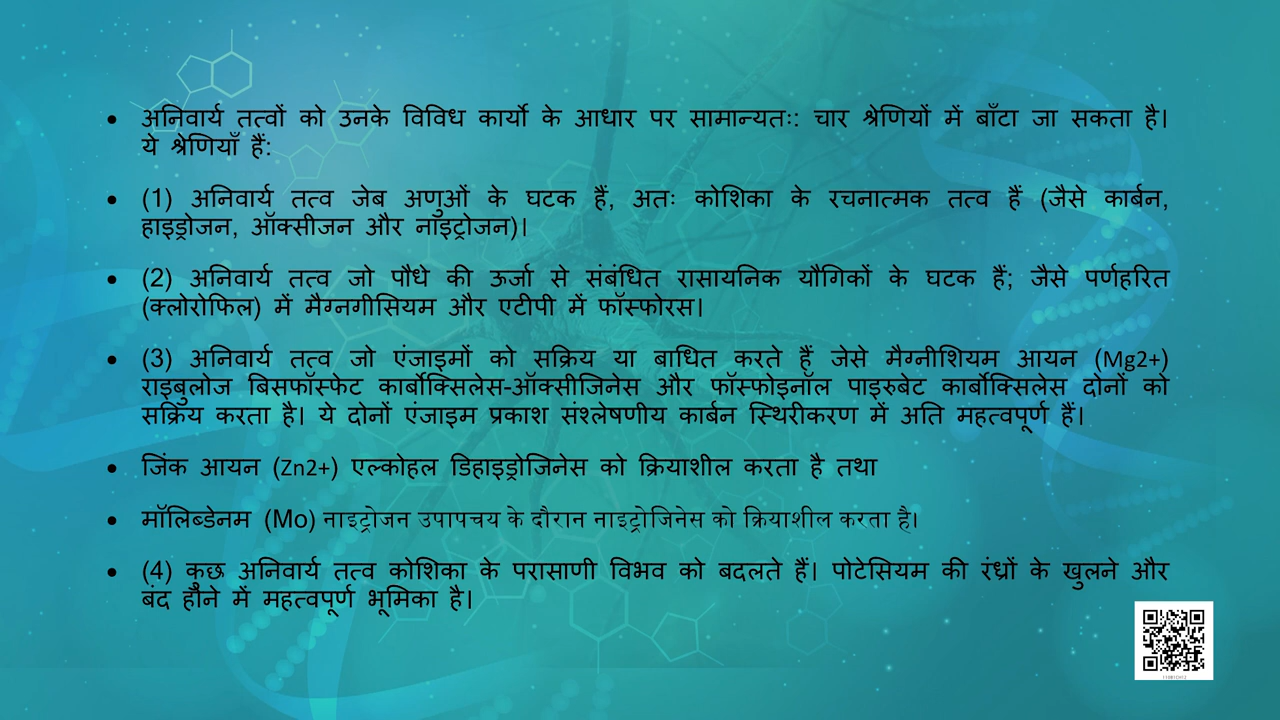 • अनिवार्य तत्वों को उनके विविध कार्यो के आधार पर सामान्यतः: चार श्रेणियों में बाँटा जा सकता है।
ये श्रेणियाँ हैं:
• (1) अनिवार्य तत्व जेब अणुओं के घटक हैं, अतः कोशिका के रचनात्मक तत्व हैं (जैसे कार्बन,
हाइड्रोजन, ऑक्सीजन और नाइट्रोजन)।
• (2) अनिवार्य तत्व जो पौधे की ऊर्जा से संबंधित रासायनिक यौगिकों के घटक हैं; जैसे पर्णहरित
(क्लोरोफिल) में मैग्नगीसियम और एटीपी में फॉस्फोरस।
• (3) अनिवार्य तत्व जो एंजाइमों को सक्रिय या बाधित करते हैं जेसे मैग्नीशियम आयन (Mg2+)
राइबुलोज बिसफॉस्फेट कार्बोक्सिलेस-ऑक्सीजिनेस और फॉस्फोइनॉल पाइरुबेट कार्बोक्सिलेस दोनों को
सक्रिय करता है। ये दोनों एंजाइम प्रकाश संश्लेषणीय कार्बन स्थिरीकरण में अति महत्वपूर्ण हैं।
• जिंक आयन (Zn2+) एल्कोहल डिहाइड्रोजिनेस को क्रियाशील करता है तथा
• मॉलिब्डेनम (Mo) नाइट्रोजन उपापचय के दौरान नाइट्रोजिनेस को क्रियाशील करता है।
• (4) कुछ अनिवार्य तत्व कोशिका के परासाणी विभव को बदलते हैं। पोटेसियम की रंध्रों के खुलने और
बंद होने में महत्वपूर्ण भूमिका है।